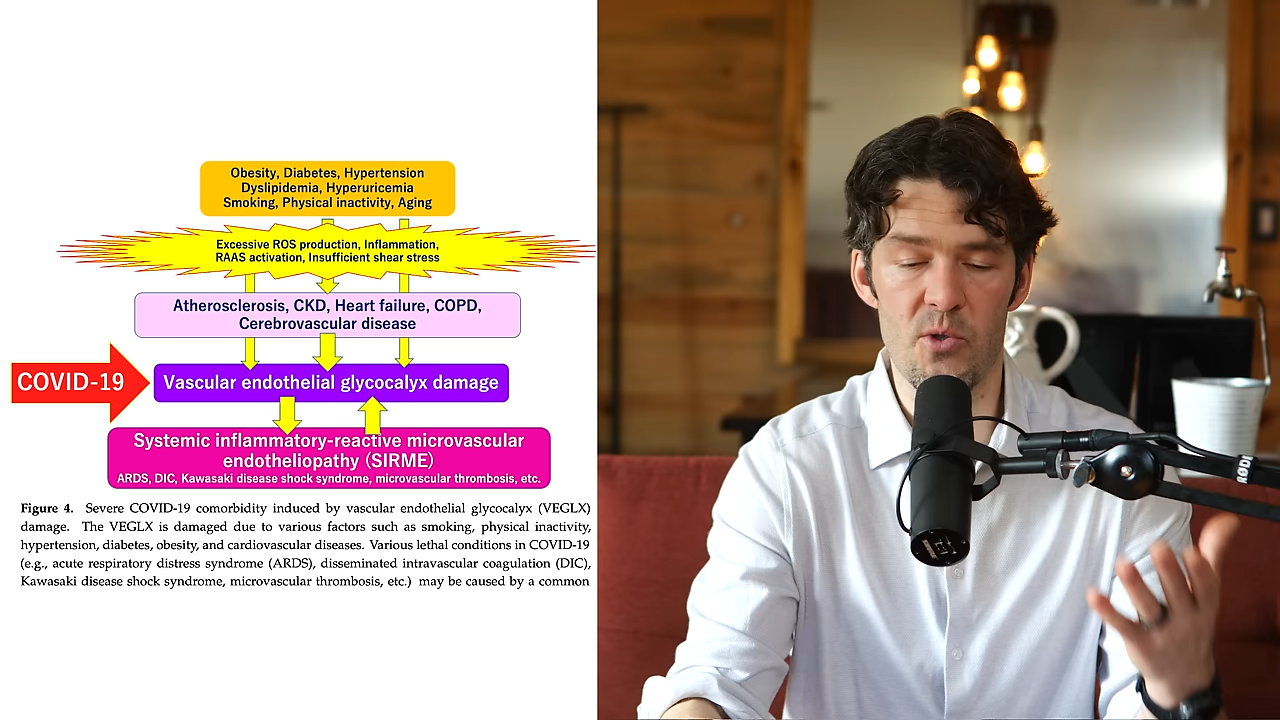 Obesity, Diabetes, Hypertension
Dyslipidemia, Hyperuricemia
Smoking, Physical inactivity, Aging
Excessive ROS production, Inflammation,
RAAS activation, Insufficient shear stress
Atherosclerosis, CKD, Heart failure, COPD,
Cerebrovascular disease
COVID-19
Vascular endothelial glycocalyx damage
Systemic inflammatory-reactive microvascular
endotheliopathy (SIRME)
ARDS, DIC, Kawasaki disease shock syndrome, microvascular thrombosis, etc.
Figure 4. Severe COVID-19 comorbidity induced by vascular endothelial glycocalyx (VEGLX)
damage. The VEGLX is damaged due to various factors such as smoking, physical inactivity,
hypertension, diabetes, obesity, and cardiovascular diseases. Various lethal conditions in COVID-19
(e.g., acute respiratory distress syndrome (ARDS), disseminated intravascular coagulation (DIC),
Kawasaki disease shock syndrome, microvascular thrombosis, etc.) may be caused by a common
RØDE